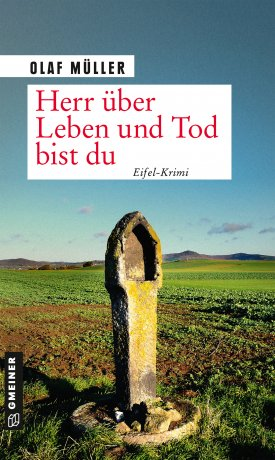 OLAF MÜLLER
Herr über
Leben und Tod
bist du
Eifel-Krimi
GMEINER